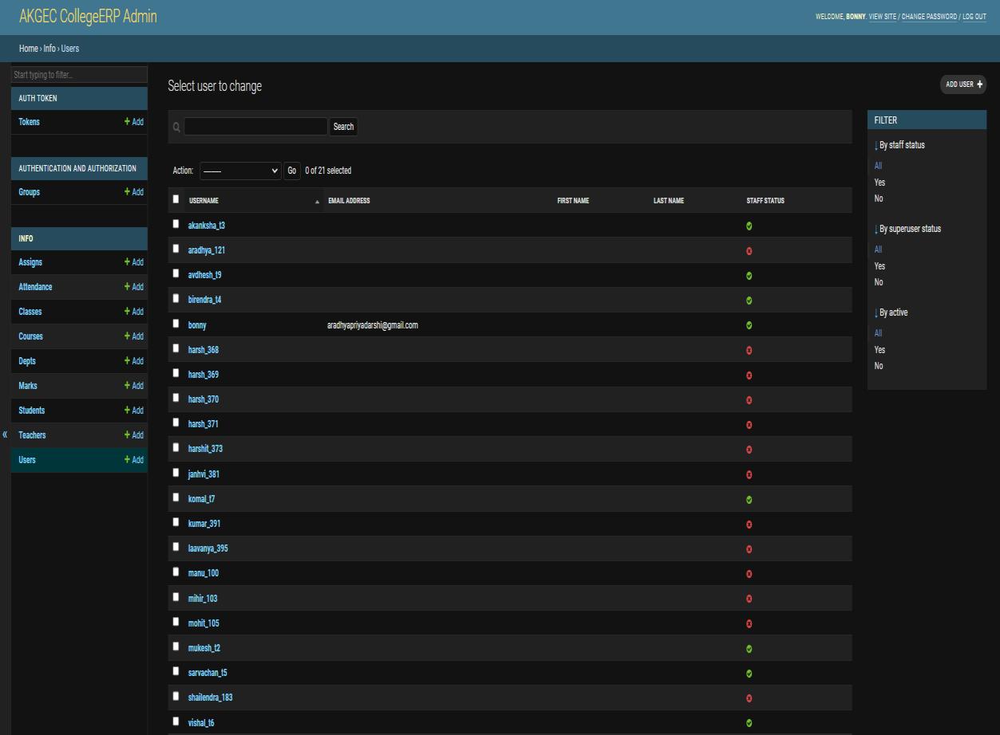 AKGEC CollegeERP Admin
WELCOME, BONNY. VIEW SITE / CHANGE PASSWORD / LOG OUT
Home › Info › Users
Start typing to filter...
AUTH TOKEN
Tokens + Add
AUTHENTICATION AND AUTHORIZATION
Groups + Add
INFO
Assigns + Add
Attendance + Add
Classes + Add
Courses + Add
Depts + Add
Marks + Add
Students + Add
Teachers + Add
Users + Add
«
Select user to change
ADD USER +
Search
Action: --------- Go 0 of 21 selected
USERNAME EMAIL ADDRESS FIRST NAME LAST NAME STAFF STATUS
akanksha_t3
aradhya_121
avdhesh_t9
birendra_t4
bonny aradhyapriyadarshi@gmail.com
harsh_368
harsh_369
harsh_370
harsh_371
harshit_373
janhvi_381
komal_t7
kumar_391
laavanya_395
manu_100
mihir_103
mohit_105
mukesh_t2
sarvachan_t5
shailendra_183
vishal_t6
FILTER
↓ By staff status
All
Yes
No
↓ By superuser status
All
Yes
No
↓ By active
All
Yes
No